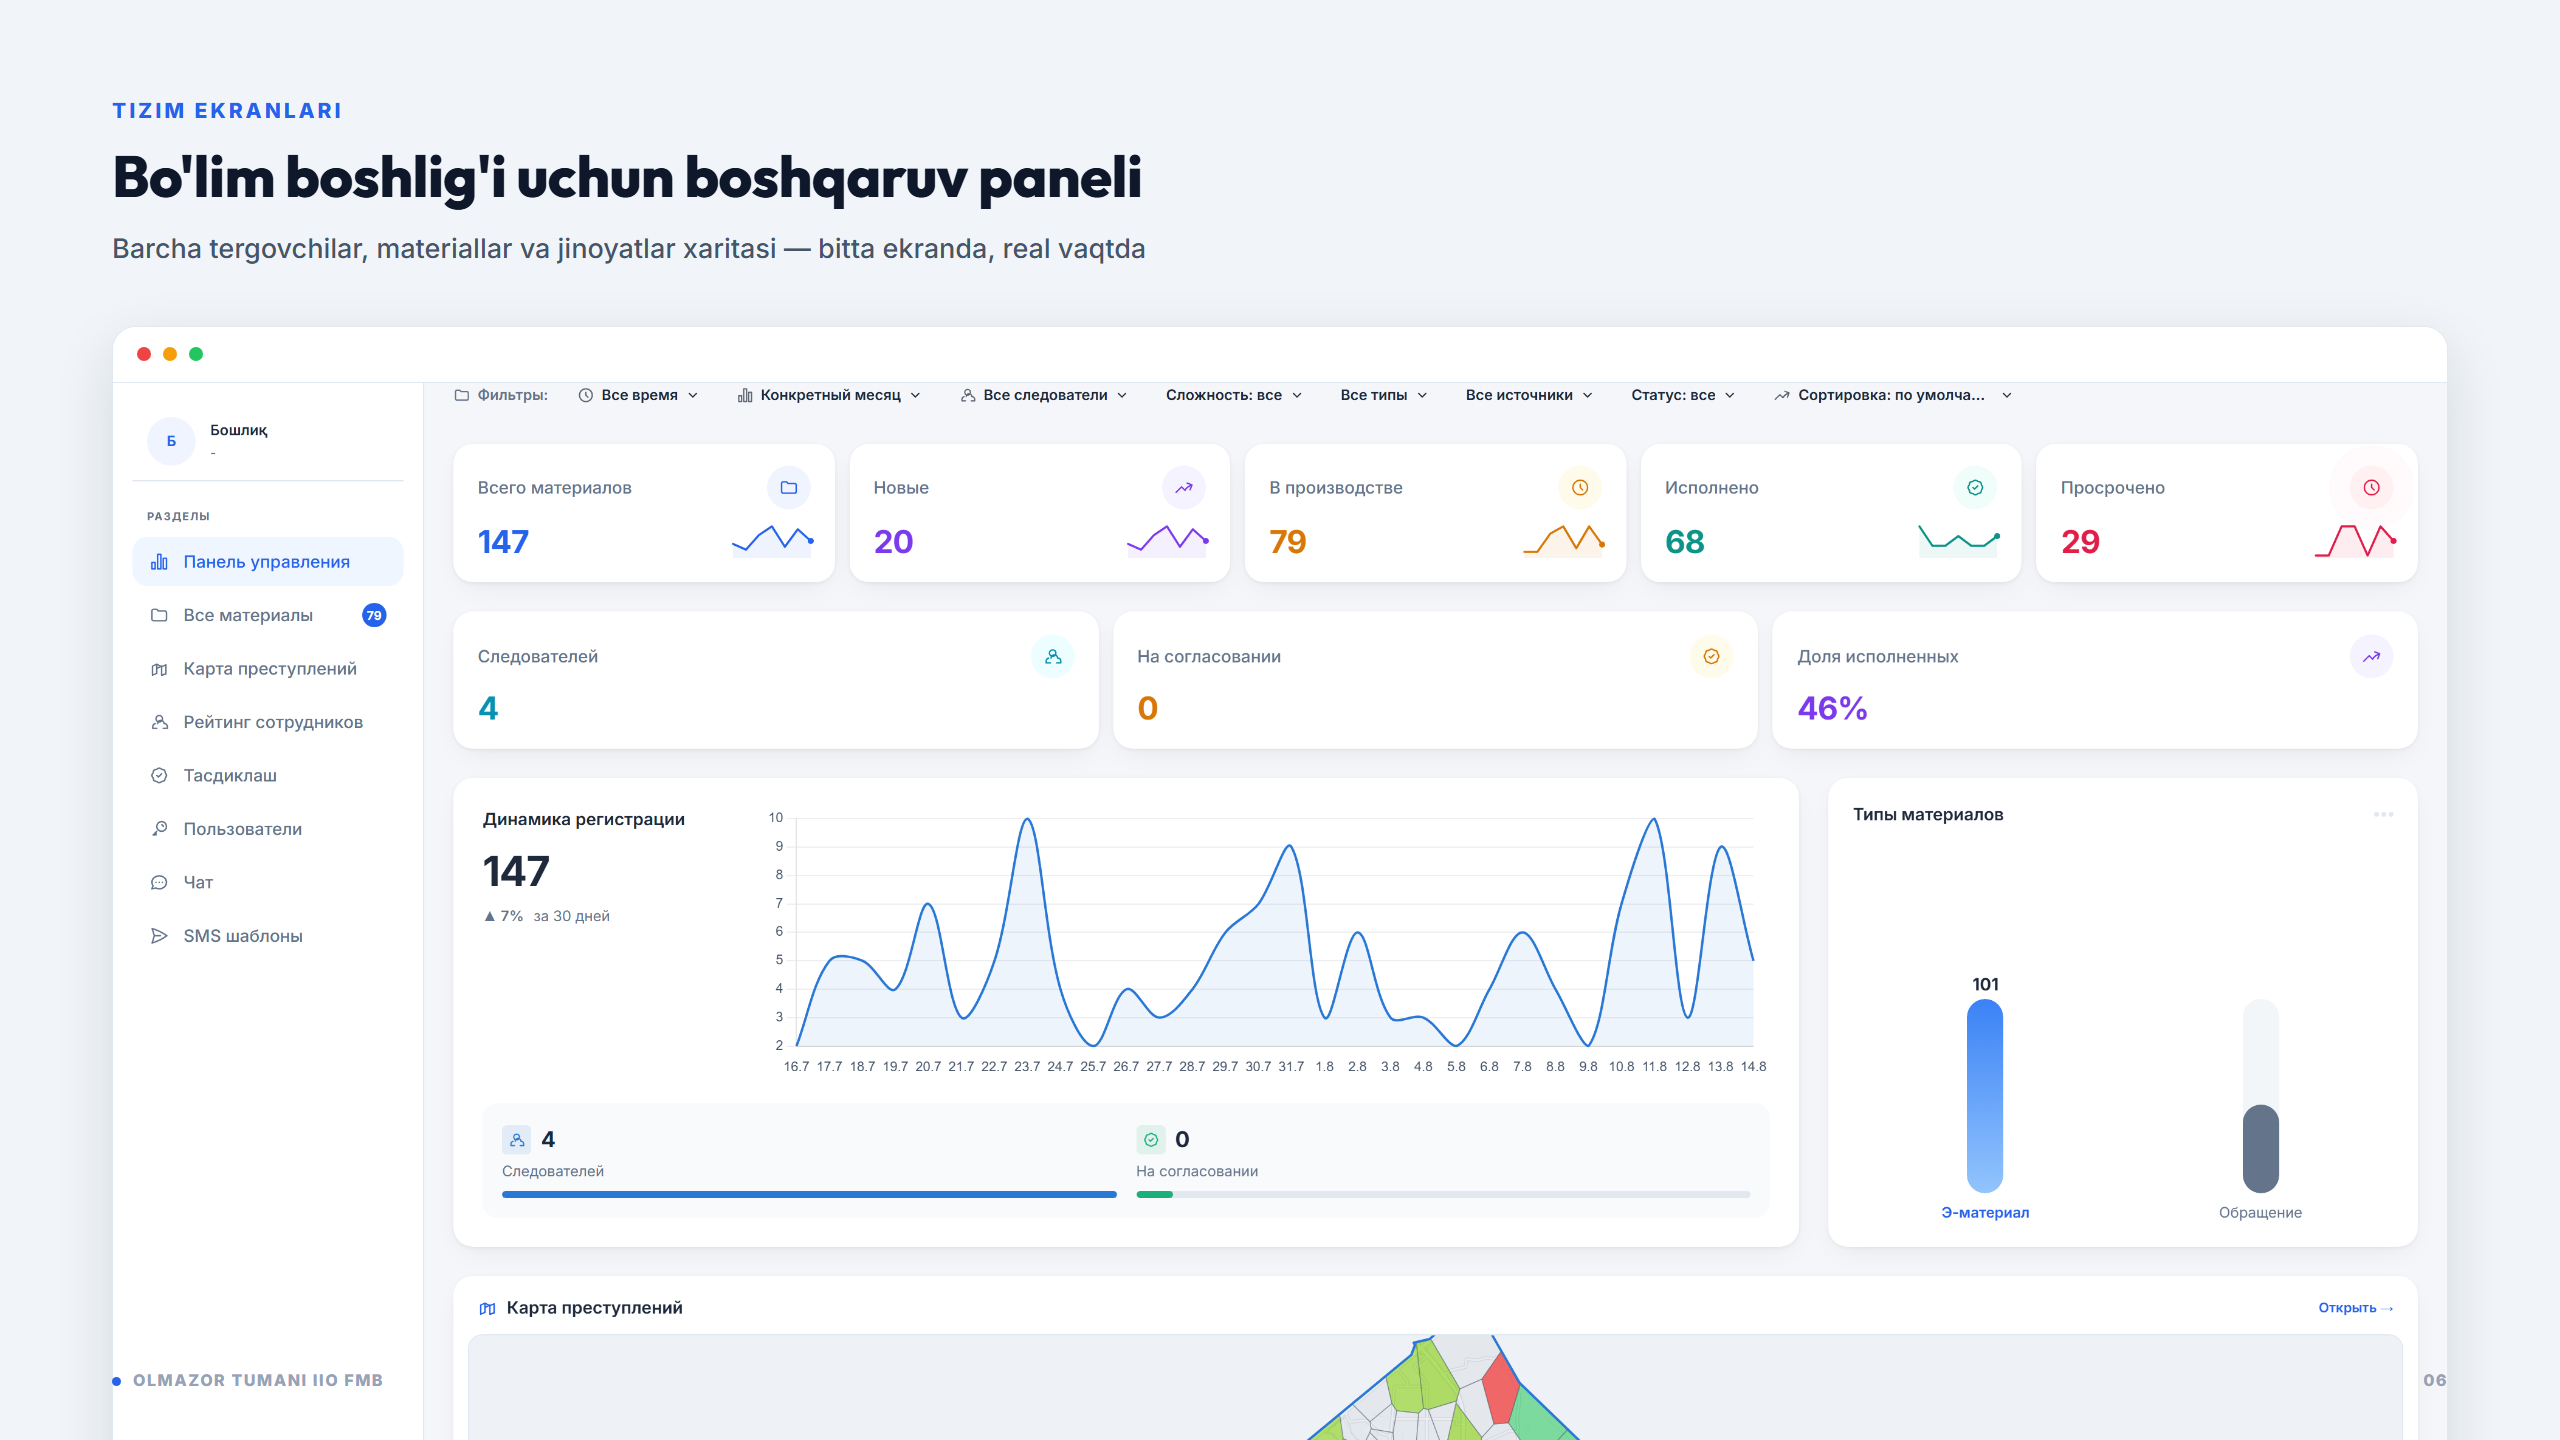 TIZIM EKRANLARI
Bo'lim boshlig'i uchun boshqaruv paneli
Barcha tergovchilar, materiallar va jinoyatlar xaritasi — bitta ekranda, real vaqtda
Фильтры: Все время Конкретный месяц Все следователи Сложность: все Все типы Все источники Статус: все Сортировка: по умолча...
Б
Бошлиқ
-
РАЗДЕЛЫ
Панель управления
Все материалы 79
Карта преступлений
Рейтинг сотрудников
Тасдиклаш
Пользователи
Чат
SMS шаблоны
Всего материалов
147
Новые
20
В производстве
79
Исполнено
68
Просрочено
29
Следователей
4
На согласовании
0
Доля исполненных
46%
Динамика регистрации
147
▲ 7% за 30 дней
10
9
8
7
6
5
4
3
2
16.7 17.7 18.7 19.7 20.7 21.7 22.7 23.7 24.7 25.7 26.7 27.7 28.7 29.7 30.7 31.7 1.8 2.8 3.8 4.8 5.8 6.8 7.8 8.8 9.8 10.8 11.8 12.8 13.8 14.8
4
Следователей
0
На согласовании
Типы материалов
101
Э-материал
Обращение
Карта преступлений
Открыть →
OLMAZOR TUMANI IIO FMB
06